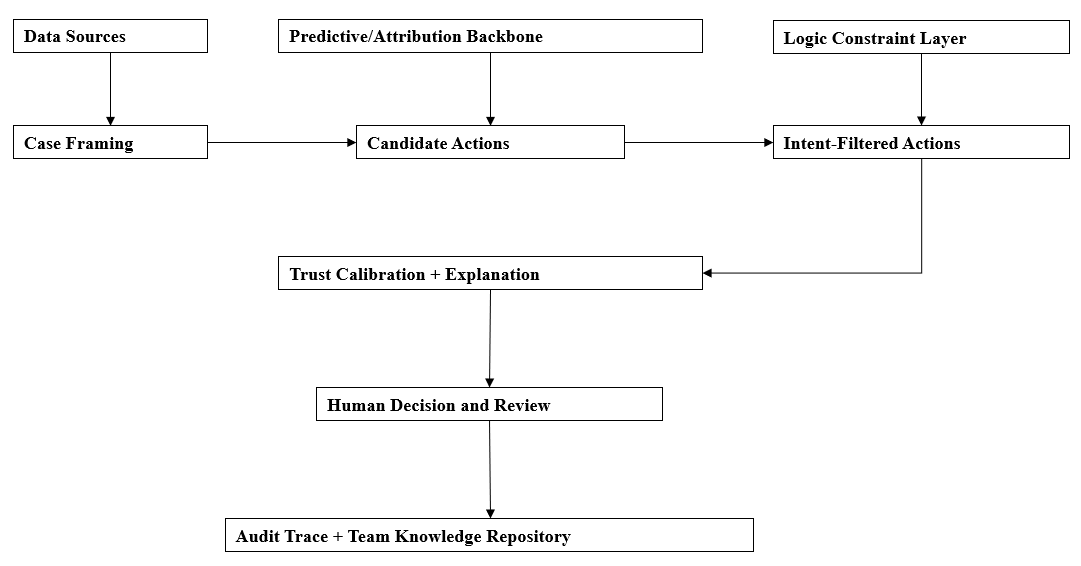 Data Sources
Predictive/Attribution Backbone
Logic Constraint Layer
Case Framing
Candidate Actions
Intent-Filtered Actions
Trust Calibration + Explanation
Human Decision and Review
Audit Trace + Team Knowledge Repository